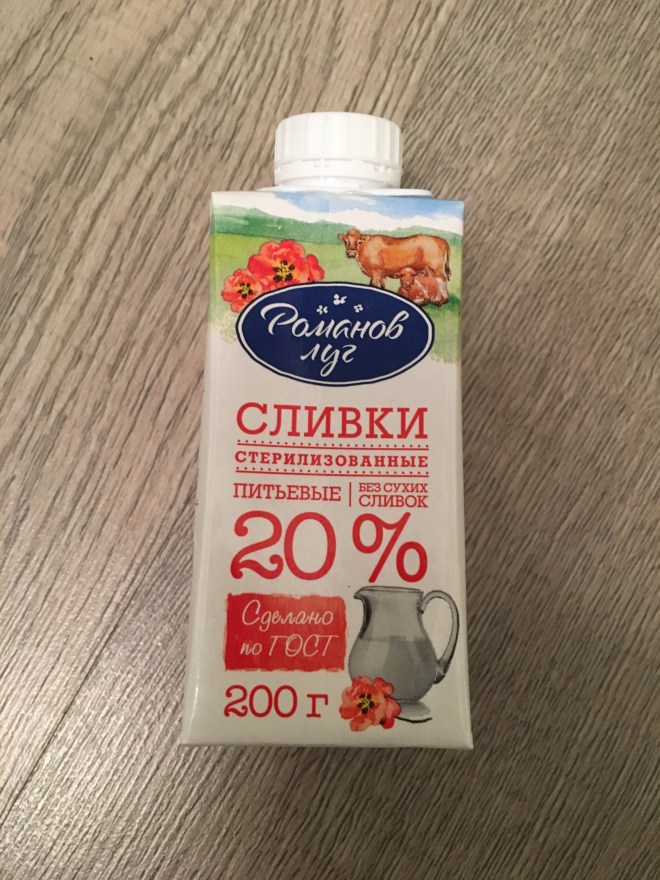 Романов
луг
СЛИВКИ
СТЕРИЛИЗОВАННЫЕ
ПИТЬЕВЫЕ
БЕЗ СУХИХ
СЛИВОК
20 %
Сделано
по ГОСТ
200 г